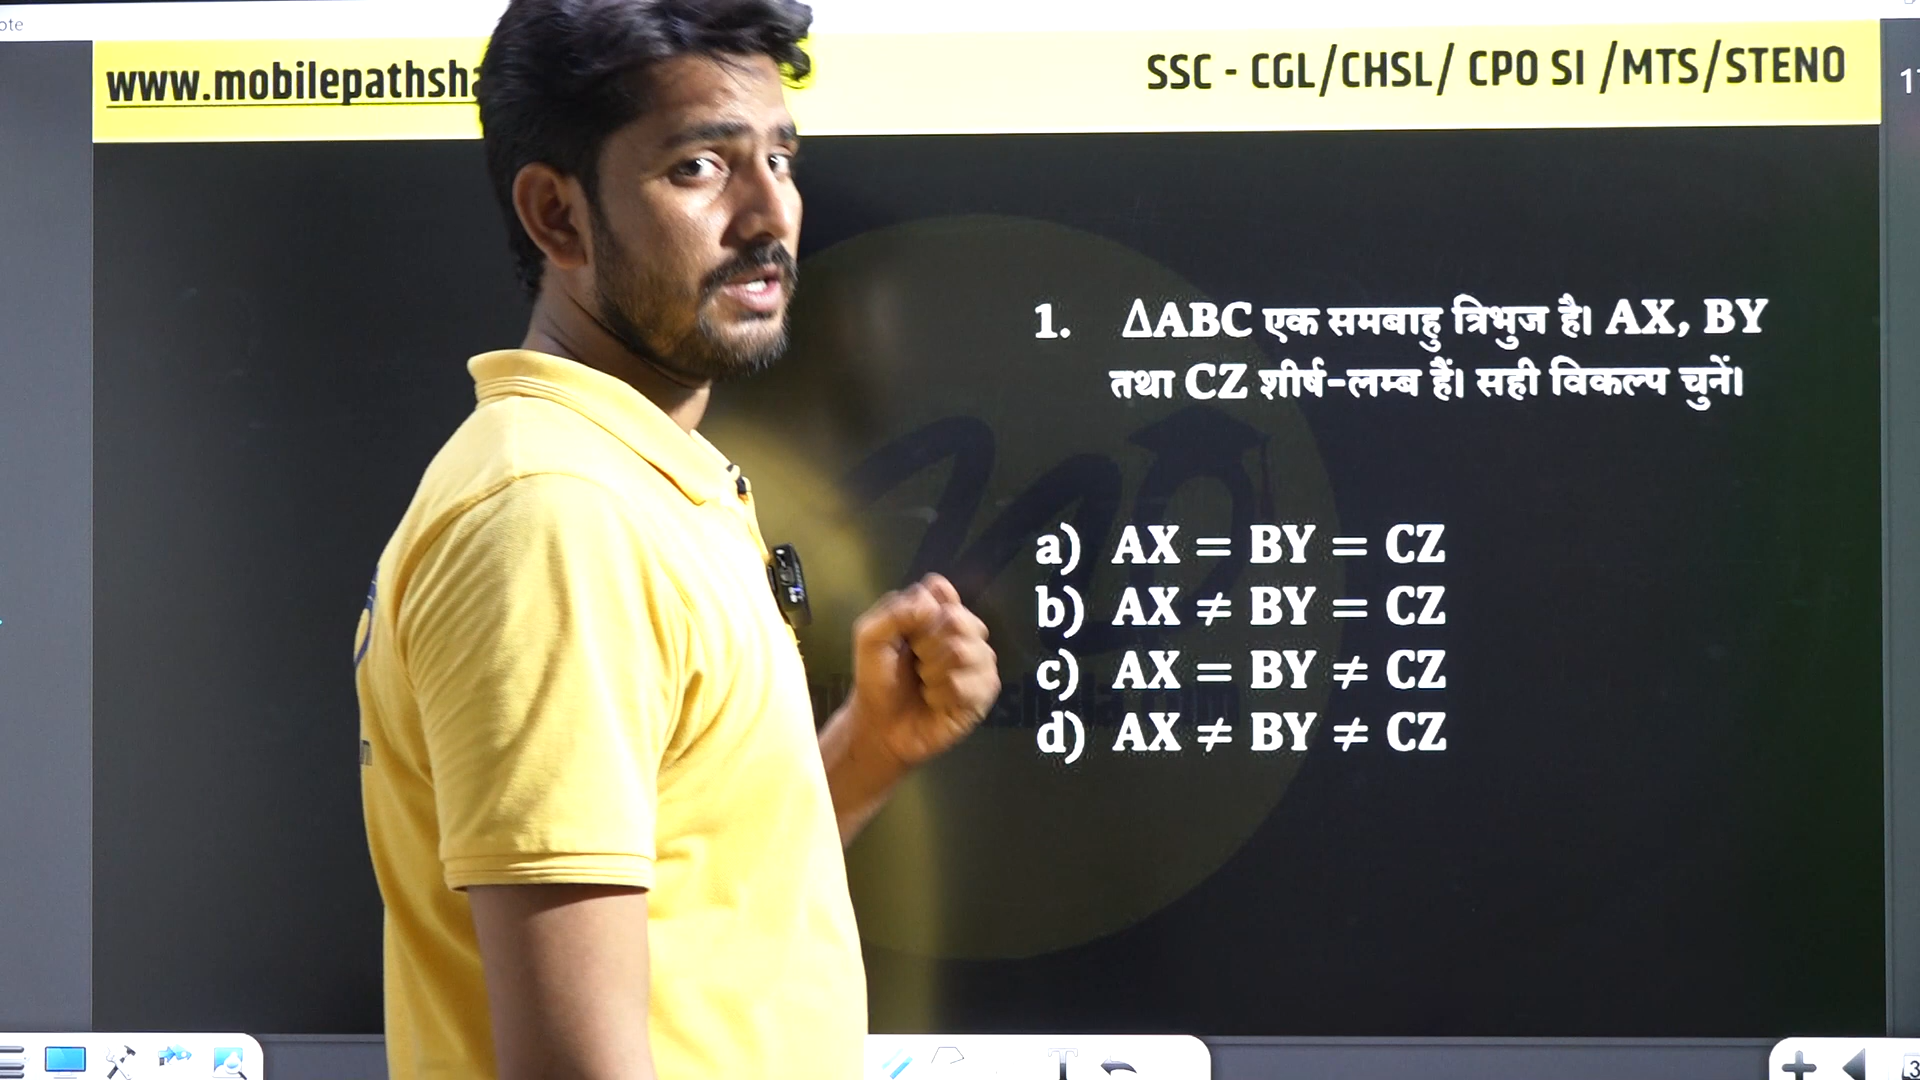 ote
www.mobilepathsha
SSC - CGL/CHSL/ CPO SI /MTS/STENO
1. ΔABC एक समबाहु त्रिभुज है। AX, BY
तथा CZ शीर्ष-लम्ब हैं। सही विकल्प चुनें।
a) AX = BY = CZ
b) AX ≠ BY = CZ
c) AX = BY ≠ CZ
d) AX ≠ BY ≠ CZ